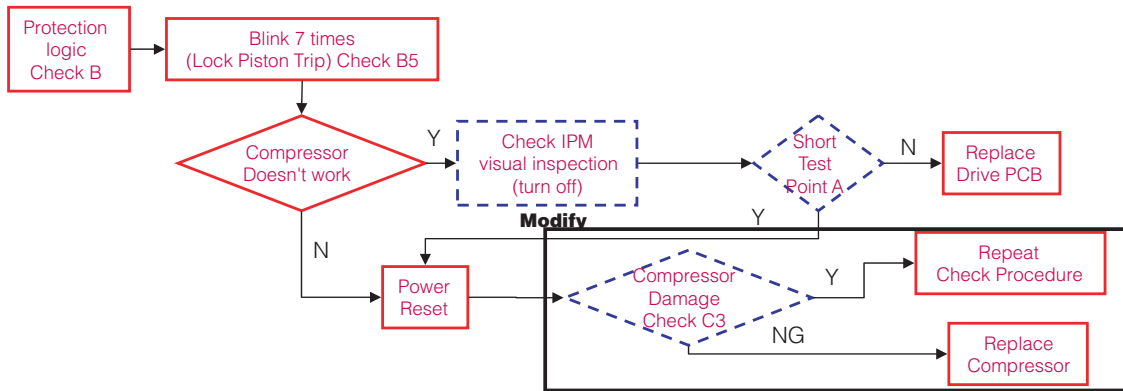 Protection
logic
Check B
Blink 7 times
(Lock Piston Trip) Check B5
Compressor
Doesn't work
Y
Check IPM
visual inspection
(turn off)
Short
Test
Point A
N
Replace
Drive PCB
Y
Modify
N
Power
Reset
Compressor
Damage
Check C3
Y
Repeat
Check Procedure
NG
Replace
Compressor